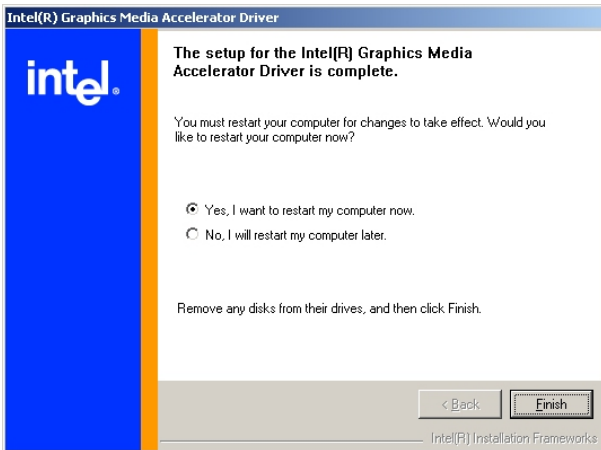 Intel(R) Graphics Media Accelerator Driver
intel.
The setup for the Intel(R) Graphics Media
Accelerator Driver is complete.
You must restart your computer for changes to take effect. Would you
like to restart your computer now?
Yes, I want to restart my computer now.
No, I will restart my computer later.
Remove any disks from their drives, and then click Finish.
< Back
Finish
Intel(R) Installation Frameworks